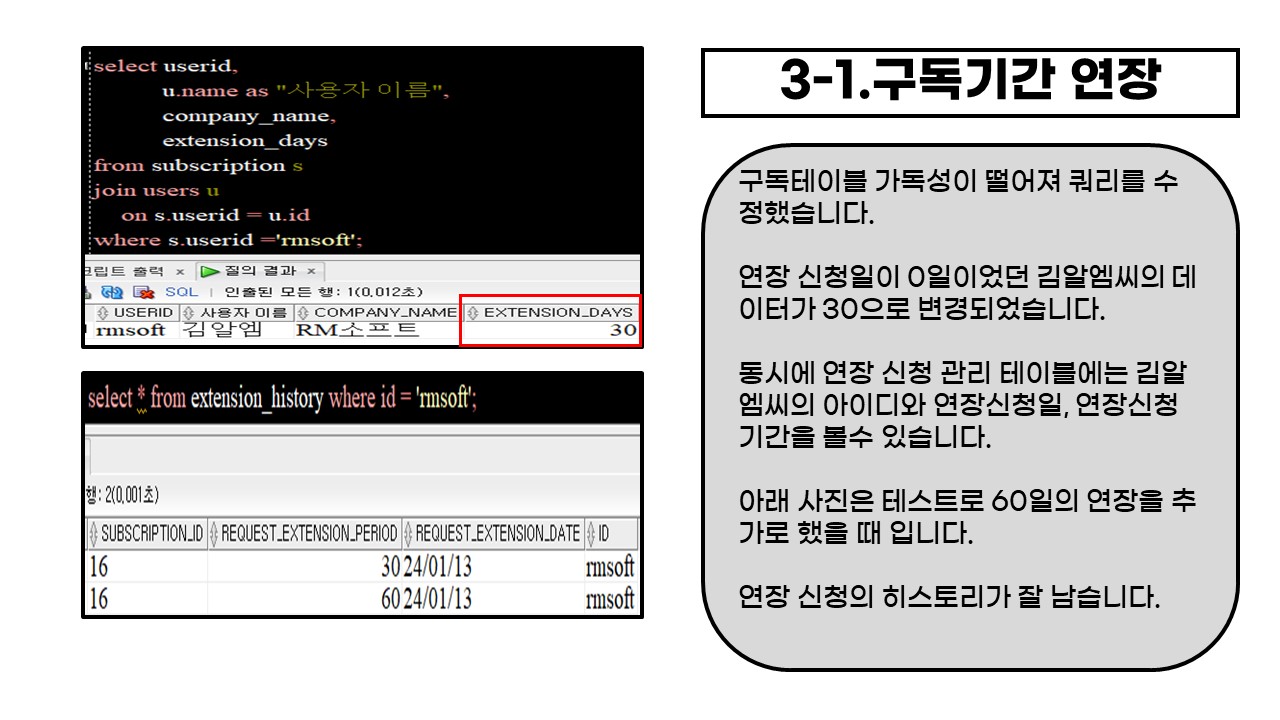 select userid,
u.name as "사용자 이름",
company_name,
extension_days
from subscription s
join users u
on s.userid = u.id
where s.userid ='rmsoft';
크립트 출력 × 질의 결과 ×
SQL | 인출된 모든 행: 1(0,012초)
USERID 사용자 이름 COMPANY_NAME EXTENSION_DAYS
rmsoft 김알엠 RM소프트 30
select * from extension_history where id = 'rmsoft';
행: 2(0,001초)
SUBSCRIPTION_ID REQUEST_EXTENSION_PERIOD REQUEST_EXTENSION_DATE ID
16 30 24/01/13 rmsoft
16 60 24/01/13 rmsoft
3-1.구독기간 연장
구독테이블 가독성이 떨어져 쿼리를 수
정했습니다.
연장 신청일이 0일이었던 김알엠씨의 데
이터가 30으로 변경되었습니다.
동시에 연장 신청 관리 테이블에는 김알
엠씨의 아이디와 연장신청일, 연장신청
기간을 볼수 있습니다.
아래 사진은 테스트로 60일의 연장을 추
가로 했을 때 입니다.
연장 신청의 히스토리가 잘 남습니다.